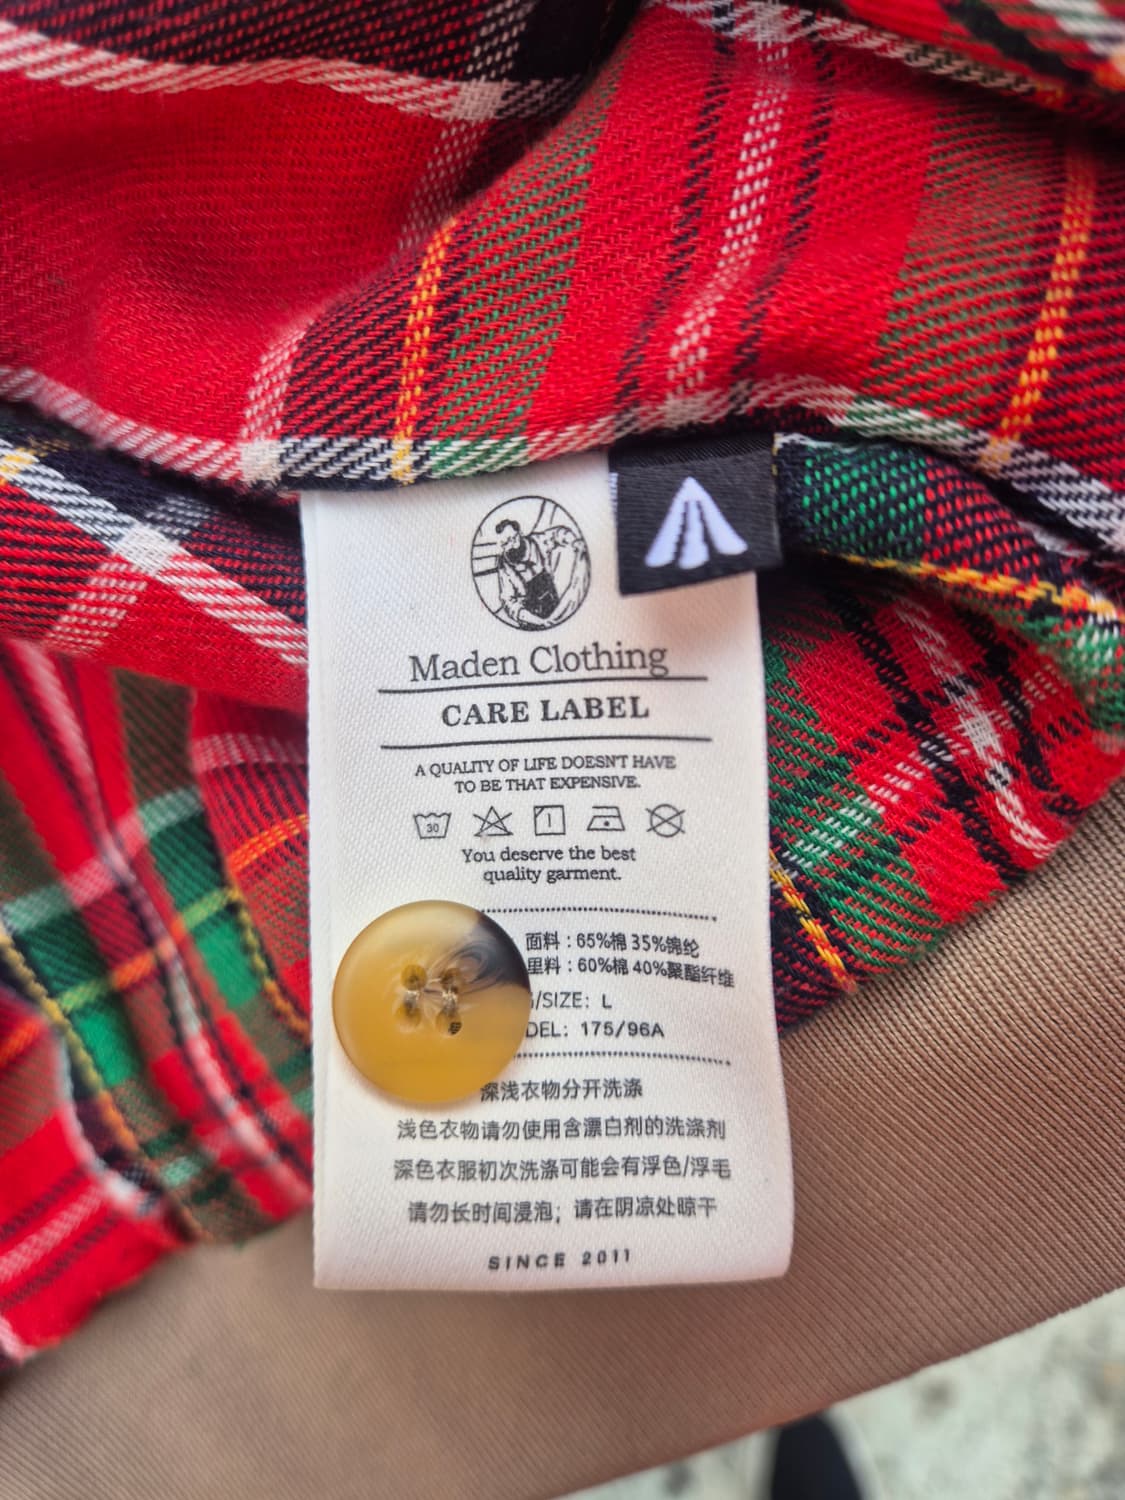 Maden Clothing
CARE LABEL
A QUALITY OF LIFE DOESN'T HAVE
TO BE THAT EXPENSIVE.
30
You deserve the best
quality garment.
面料：65%棉 35%锦纶
里料：60%棉 40%聚酯纤维
/SIZE: L
DEL: 175/96A
深浅衣物分开洗涤
浅色衣物请勿使用含漂白剂的洗涤剂
深色衣服初次洗涤可能会有浮色/浮毛
请勿长时间浸泡；请在阴凉处晾干
SINCE 2011